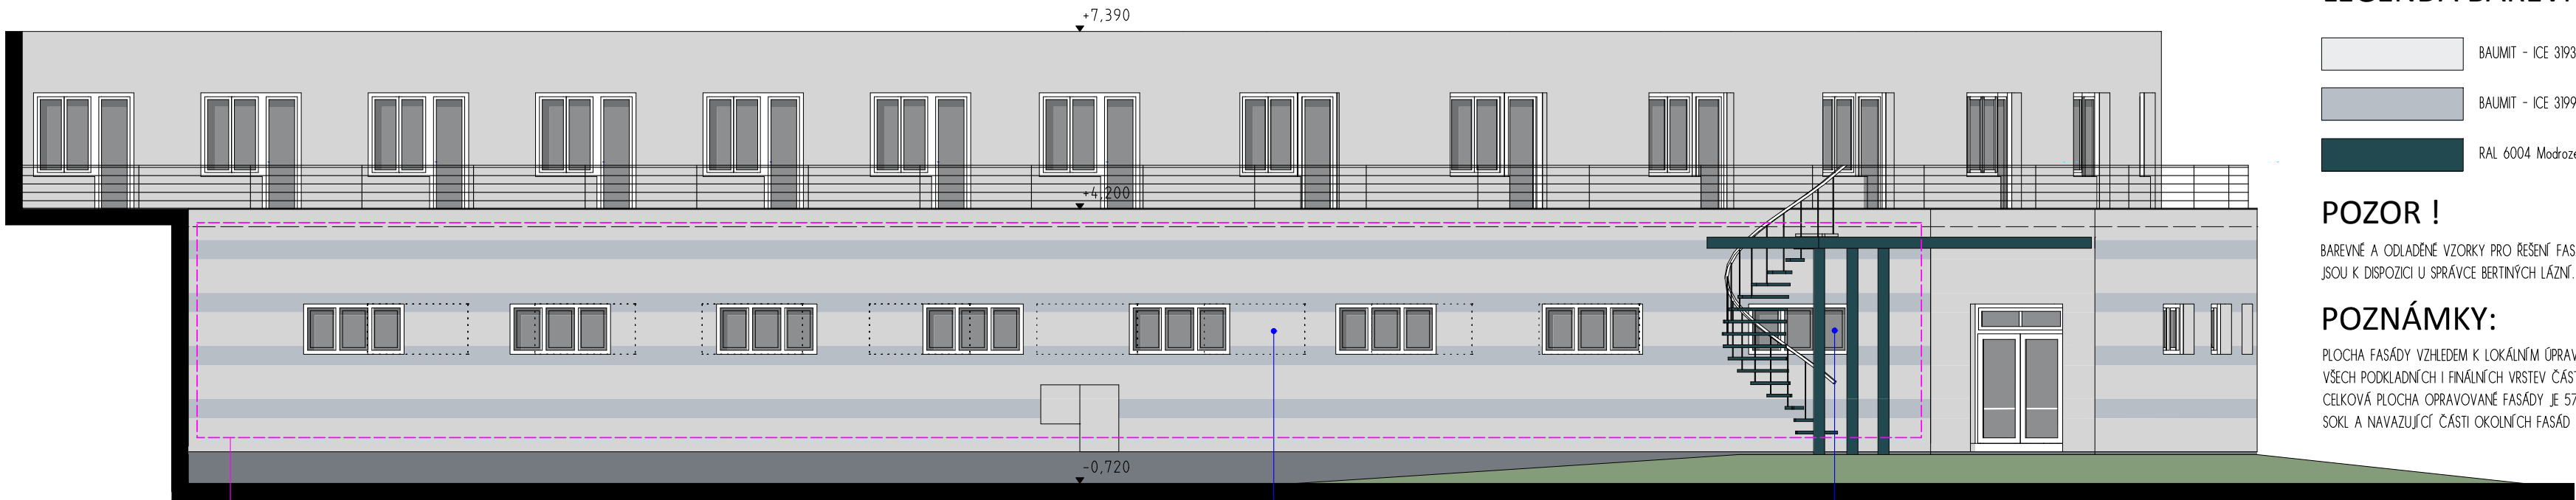 +7,390
+4,200
-0,720
BAUMIT - ICE 3193
BAUMIT - ICE 3199
RAL 6004 Modroze
POZOR !
BAREVNÉ A ODLADĚNÉ VZORKY PRO ŘEŠENÍ FAS
JSOU K DISPOZICI U SPRÁVCE BERTINÝCH LÁZNÍ.
POZNÁMKY:
PLOCHA FASÁDY VZHLEDEM K LOKÁLNÍM ÚPRAV
VŠECH PODKLADNÍCH I FINÁLNÍCH VRSTEV ČÁST
CELKOVÁ PLOCHA OPRAVOVANÉ FASÁDY JE 57
SOKL A NAVAZUJÍCÍ ČÁSTI OKOLNÍCH FASÁD